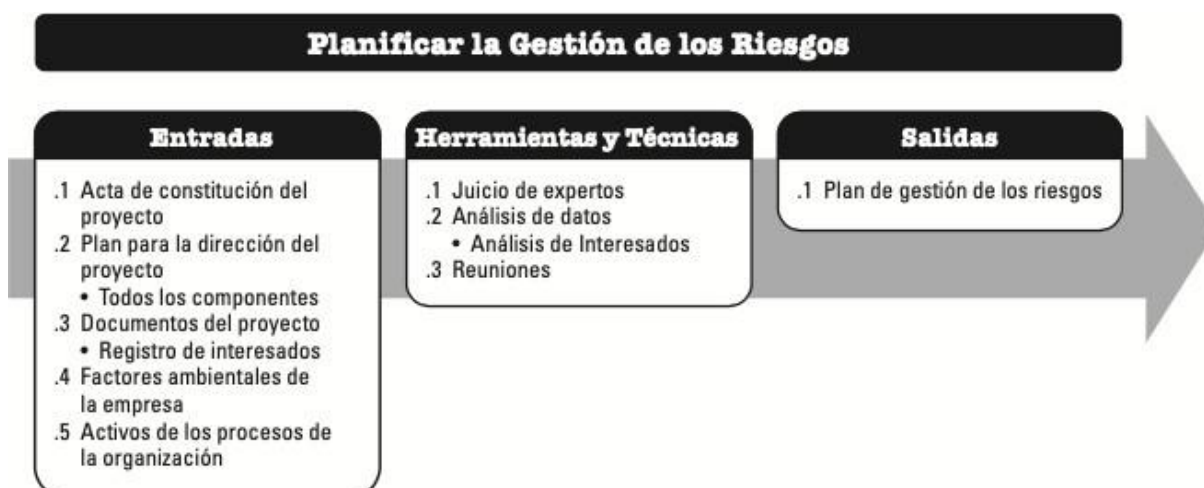 Planificar la Gestión de los Riesgos
Entradas
.1 Acta de constitución del
proyecto
.2 Plan para la dirección del
proyecto
• Todos los componentes
.3 Documentos del proyecto
• Registro de interesados
.4 Factores ambientales de
la empresa
.5 Activos de los procesos de
la organización
Herramientas y Técnicas
.1 Juicio de expertos
.2 Análisis de datos
• Análisis de Interesados
.3 Reuniones
Salidas
.1 Plan de gestión de los riesgos